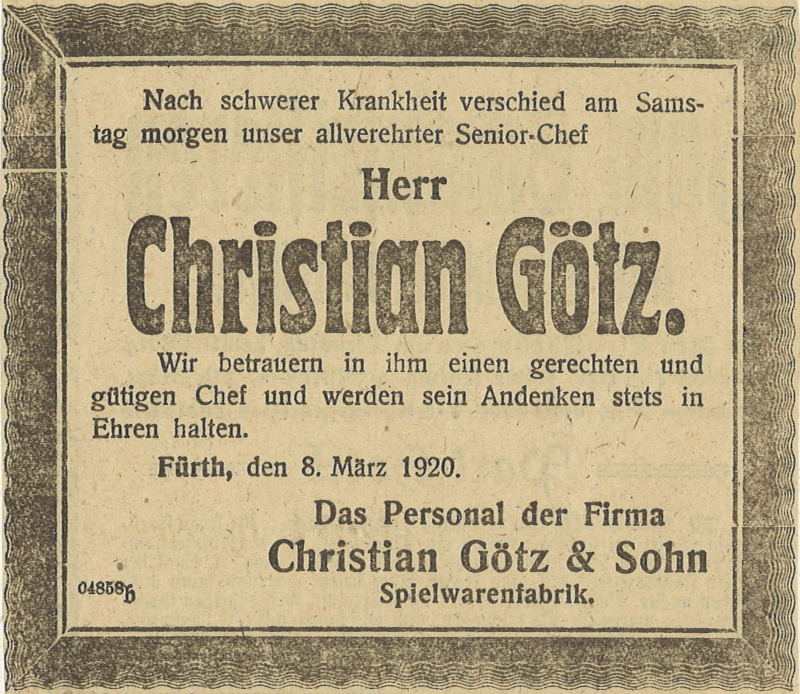 Nach schwerer Krankheit verschied am Sams-
tag morgen unser allverehrter Senior-Chef
Herr
Christian Götz.
Wir betrauern in ihm einen gerechten und
gütigen Chef und werden sein Andenken stets in
Ehren halten.
Fürth, den 8. März 1920.
Das Personal der Firma
Christian Götz & Sohn
04858
Spielwarenfabrik.